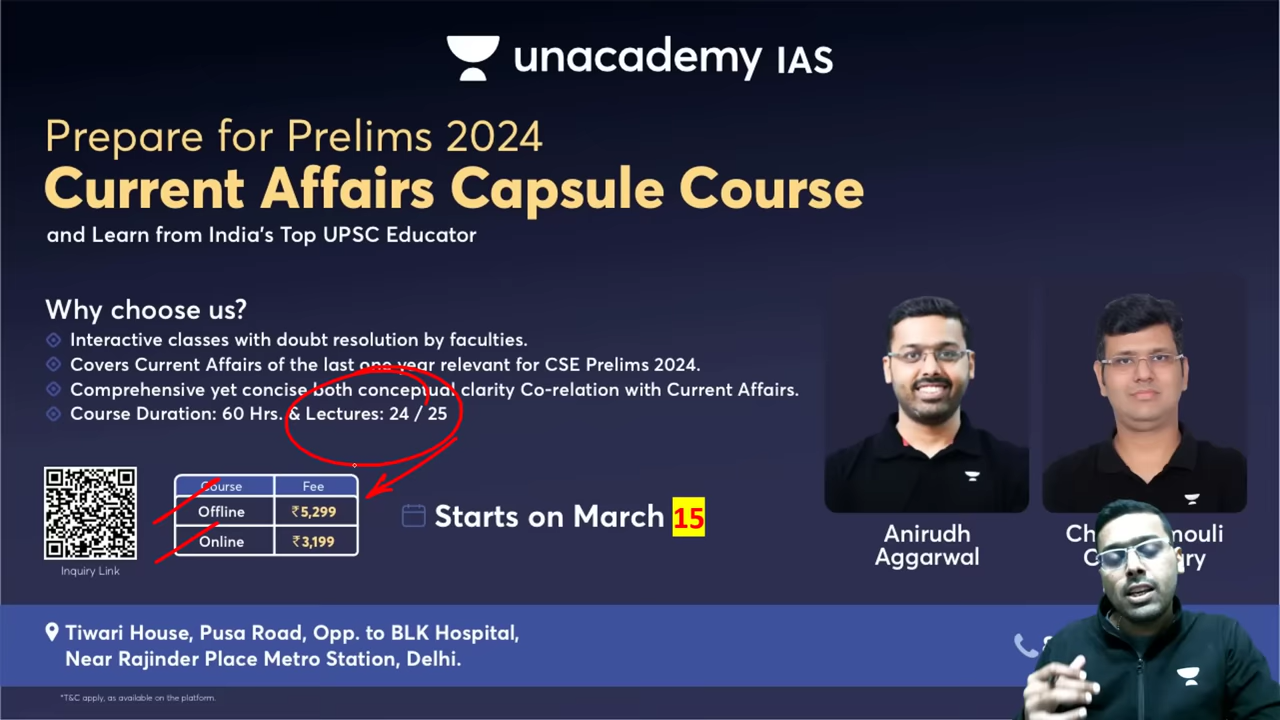 unacademy IAS
Prepare for Prelims 2024
Current Affairs Capsule Course
and Learn from India's Top UPSC Educator
Why choose us?
Interactive classes with doubt resolution by faculties.
Covers Current Affairs of the last one year relevant for CSE Prelims 2024.
Comprehensive yet concise both conceptual clarity Co-relation with Current Affairs.
Course Duration: 60 Hrs. & Lectures: 24 / 25
Course Fee
Offline ₹5,299
Online ₹3,199
Inquiry Link
Starts on March 15
Anirudh
Aggarwal
Tiwari House, Pusa Road, Opp. to BLK Hospital,
Near Rajinder Place Metro Station, Delhi.
*T&C apply, as available on the platform.